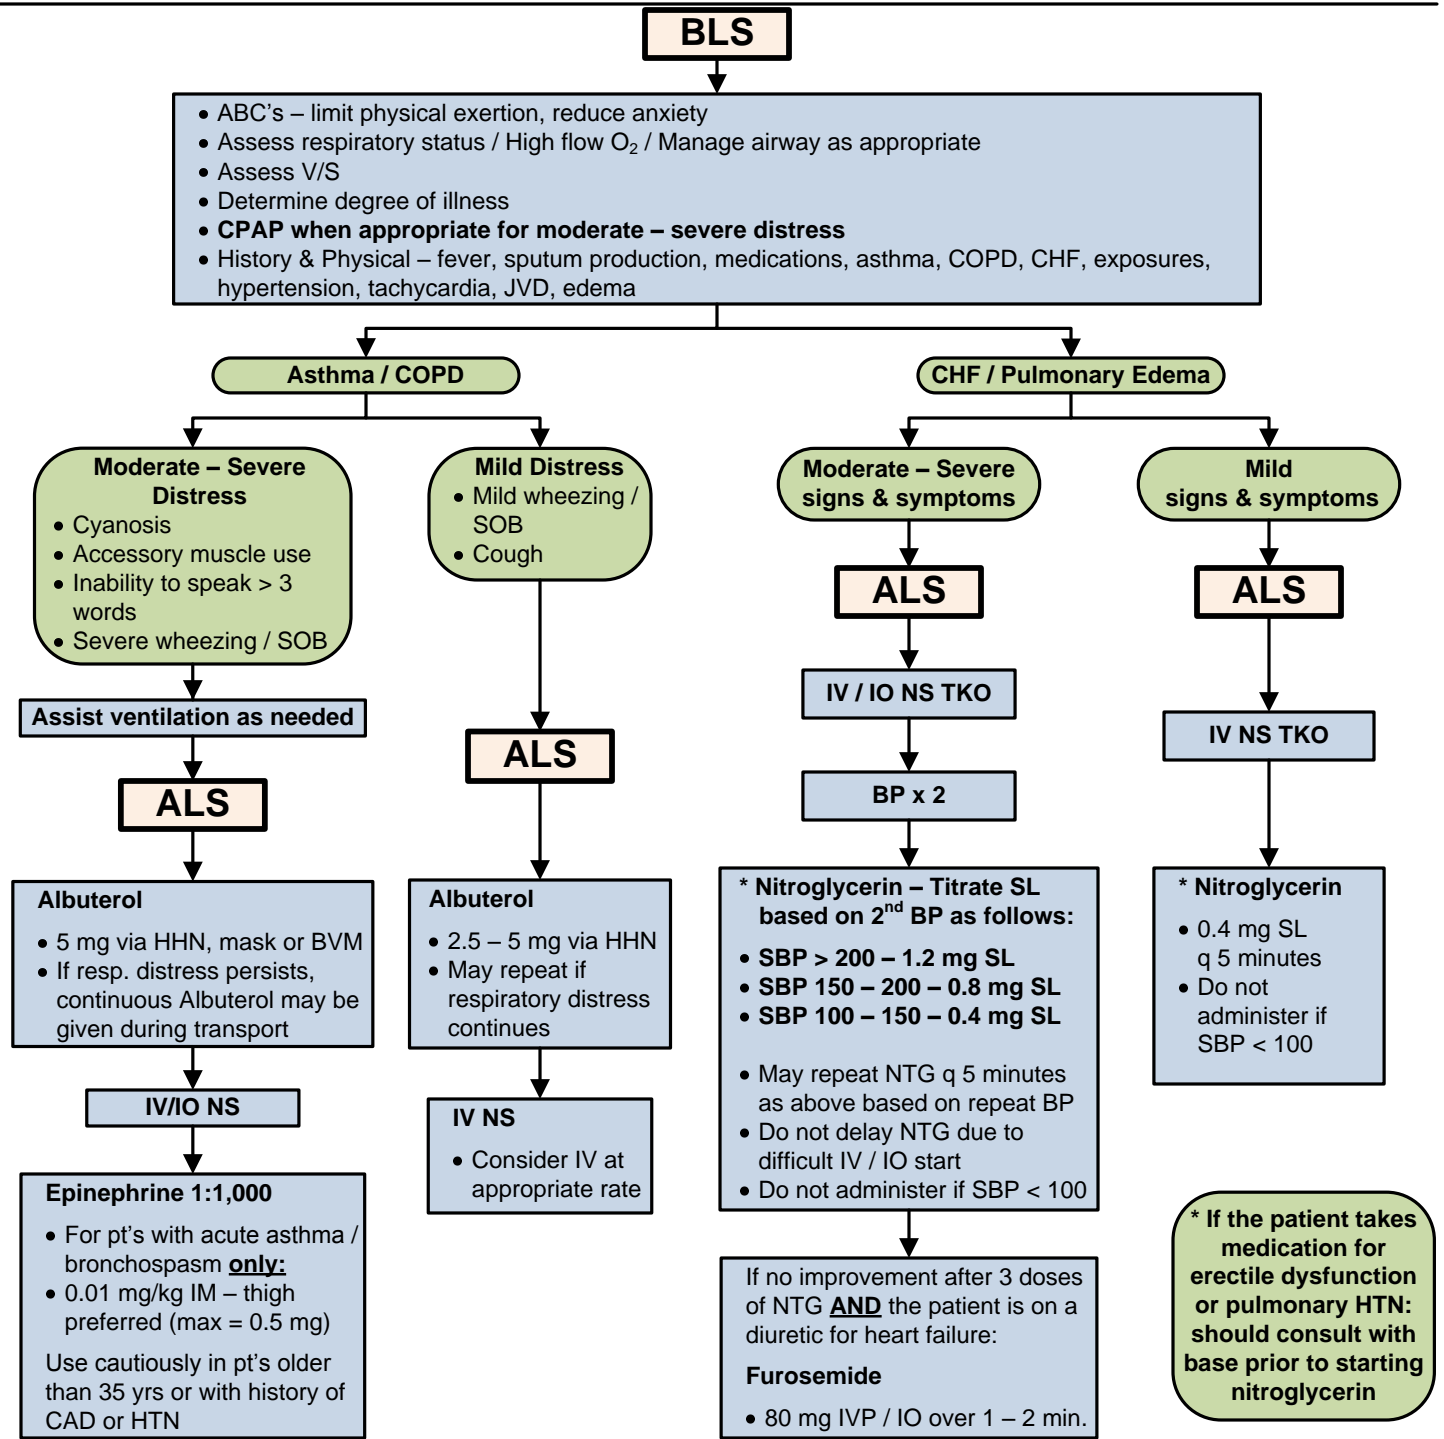 BLS
• ABC's – limit physical exertion, reduce anxiety
• Assess respiratory status / High flow O₂ / Manage airway as appropriate
• Assess V/S
• Determine degree of illness
• CPAP when appropriate for moderate – severe distress
• History & Physical – fever, sputum production, medications, asthma, COPD, CHF, exposures,
hypertension, tachycardia, JVD, edema
Asthma / COPD
CHF / Pulmonary Edema
Moderate – Severe
Distress
• Cyanosis
• Accessory muscle use
• Inability to speak > 3
words
• Severe wheezing / SOB
Mild Distress
• Mild wheezing /
SOB
• Cough
Moderate – Severe
signs & symptoms
Mild
signs & symptoms
Assist ventilation as needed
ALS
Albuterol
• 5 mg via HHN, mask or BVM
• If resp. distress persists,
continuous Albuterol may be
given during transport
IV/IO NS
Epinephrine 1:1,000
• For pt's with acute asthma /
bronchospasm only:
• 0.01 mg/kg IM – thigh
preferred (max = 0.5 mg)
Use cautiously in pt's older
than 35 yrs or with history of
CAD or HTN
ALS
Albuterol
• 2.5 – 5 mg via HHN
• May repeat if
respiratory distress
continues
IV NS
• Consider IV at
appropriate rate
ALS
IV / IO NS TKO
BP x 2
* Nitroglycerin – Titrate SL
based on 2nd BP as follows:
• SBP > 200 – 1.2 mg SL
• SBP 150 – 200 – 0.8 mg SL
• SBP 100 – 150 – 0.4 mg SL
• May repeat NTG q 5 minutes
as above based on repeat BP
• Do not delay NTG due to
difficult IV / IO start
• Do not administer if SBP < 100
If no improvement after 3 doses
of NTG AND the patient is on a
diuretic for heart failure:
Furosemide
• 80 mg IVP / IO over 1 – 2 min.
ALS
IV NS TKO
* Nitroglycerin
• 0.4 mg SL
q 5 minutes
• Do not
administer if
SBP < 100
* If the patient takes
medication for
erectile dysfunction
or pulmonary HTN:
should consult with
base prior to starting
nitroglycerin